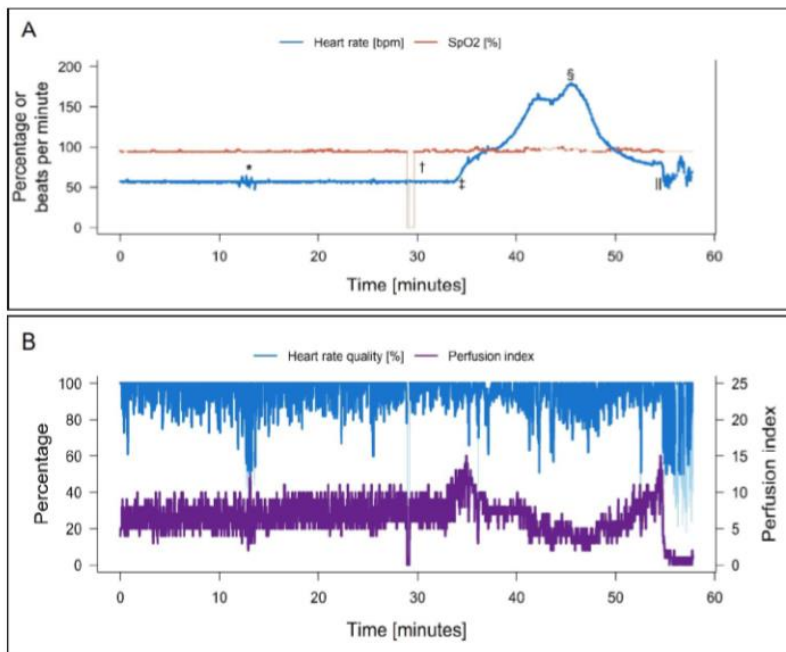 A
Heart rate [bpm] SpO2 [%]
Percentage or
beats per minute
200
150
100
50
0
*
†
‡
§
||
0 10 20 30 40 50 60
Time [minutes]
B
Heart rate quality [%] Perfusion index
Percentage
100
80
60
40
20
0
25
20
15
10
5
0
Perfusion index
0 10 20 30 40 50 60
Time [minutes]